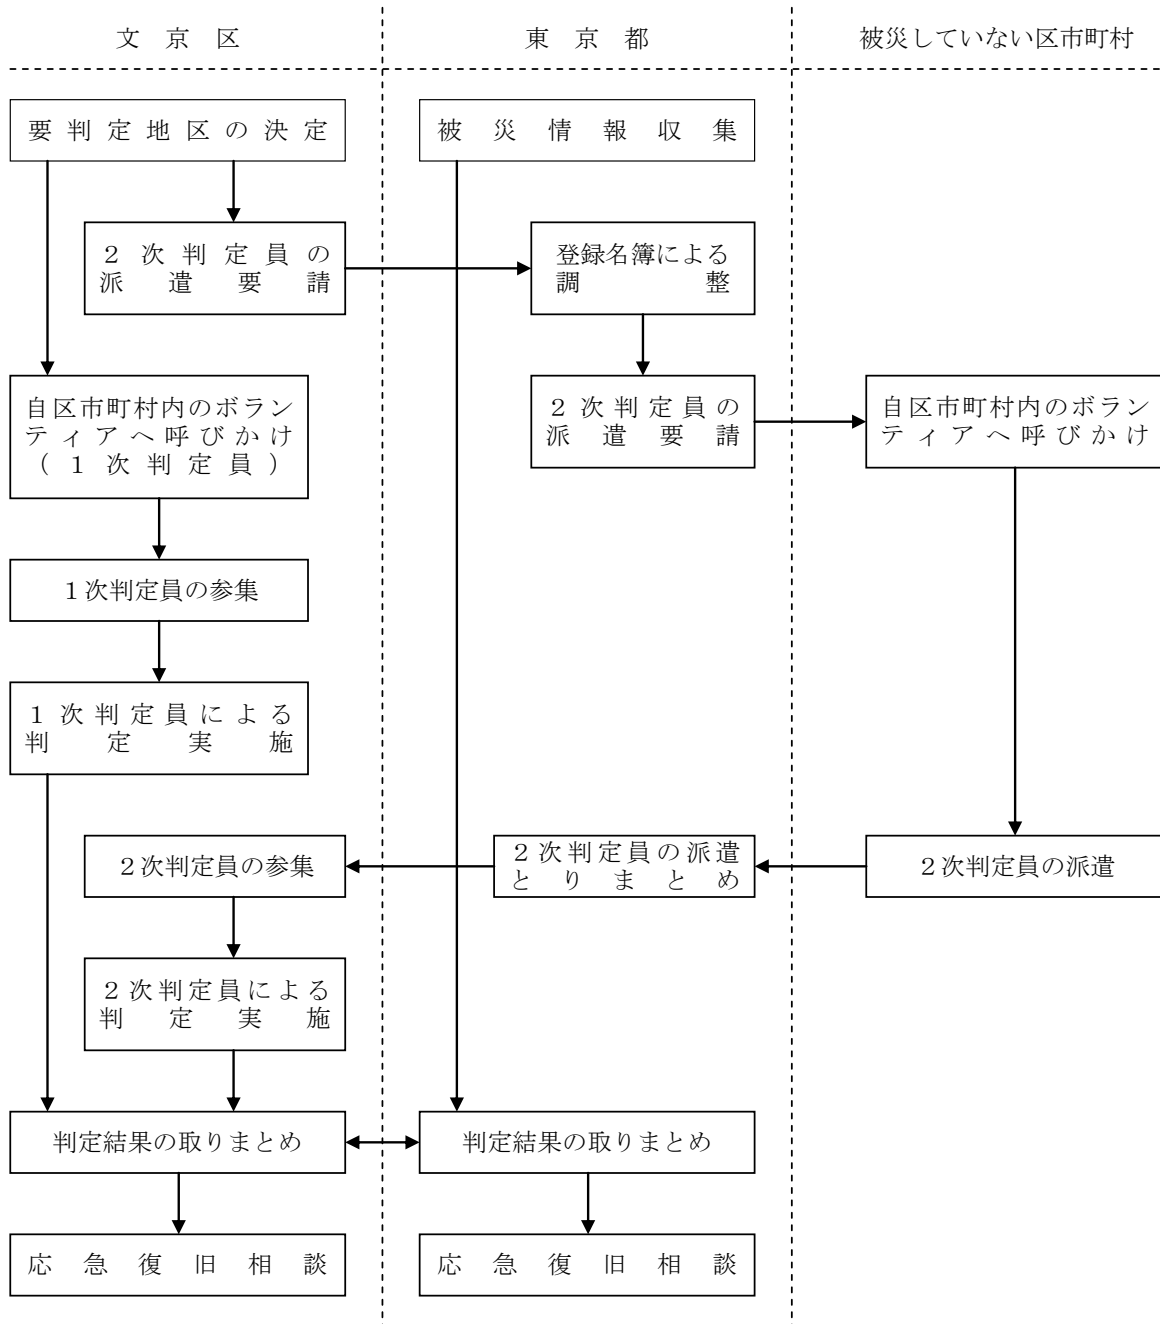 文京区
東京都
被災していない区市町村
要判定地区の決定
被災情報収集
２次判定員の
派遣要請
登録名簿による
調整
自区市町村内のボラン
ティアへ呼びかけ
（１次判定員）
２次判定員の
派遣要請
自区市町村内のボラン
ティアへ呼びかけ
１次判定員の参集
１次判定員による
判定実施
２次判定員の参集
２次判定員の派遣
とりまとめ
２次判定員の派遣
２次判定員による
判定実施
判定結果の取りまとめ
判定結果の取りまとめ
応急復旧相談
応急復旧相談